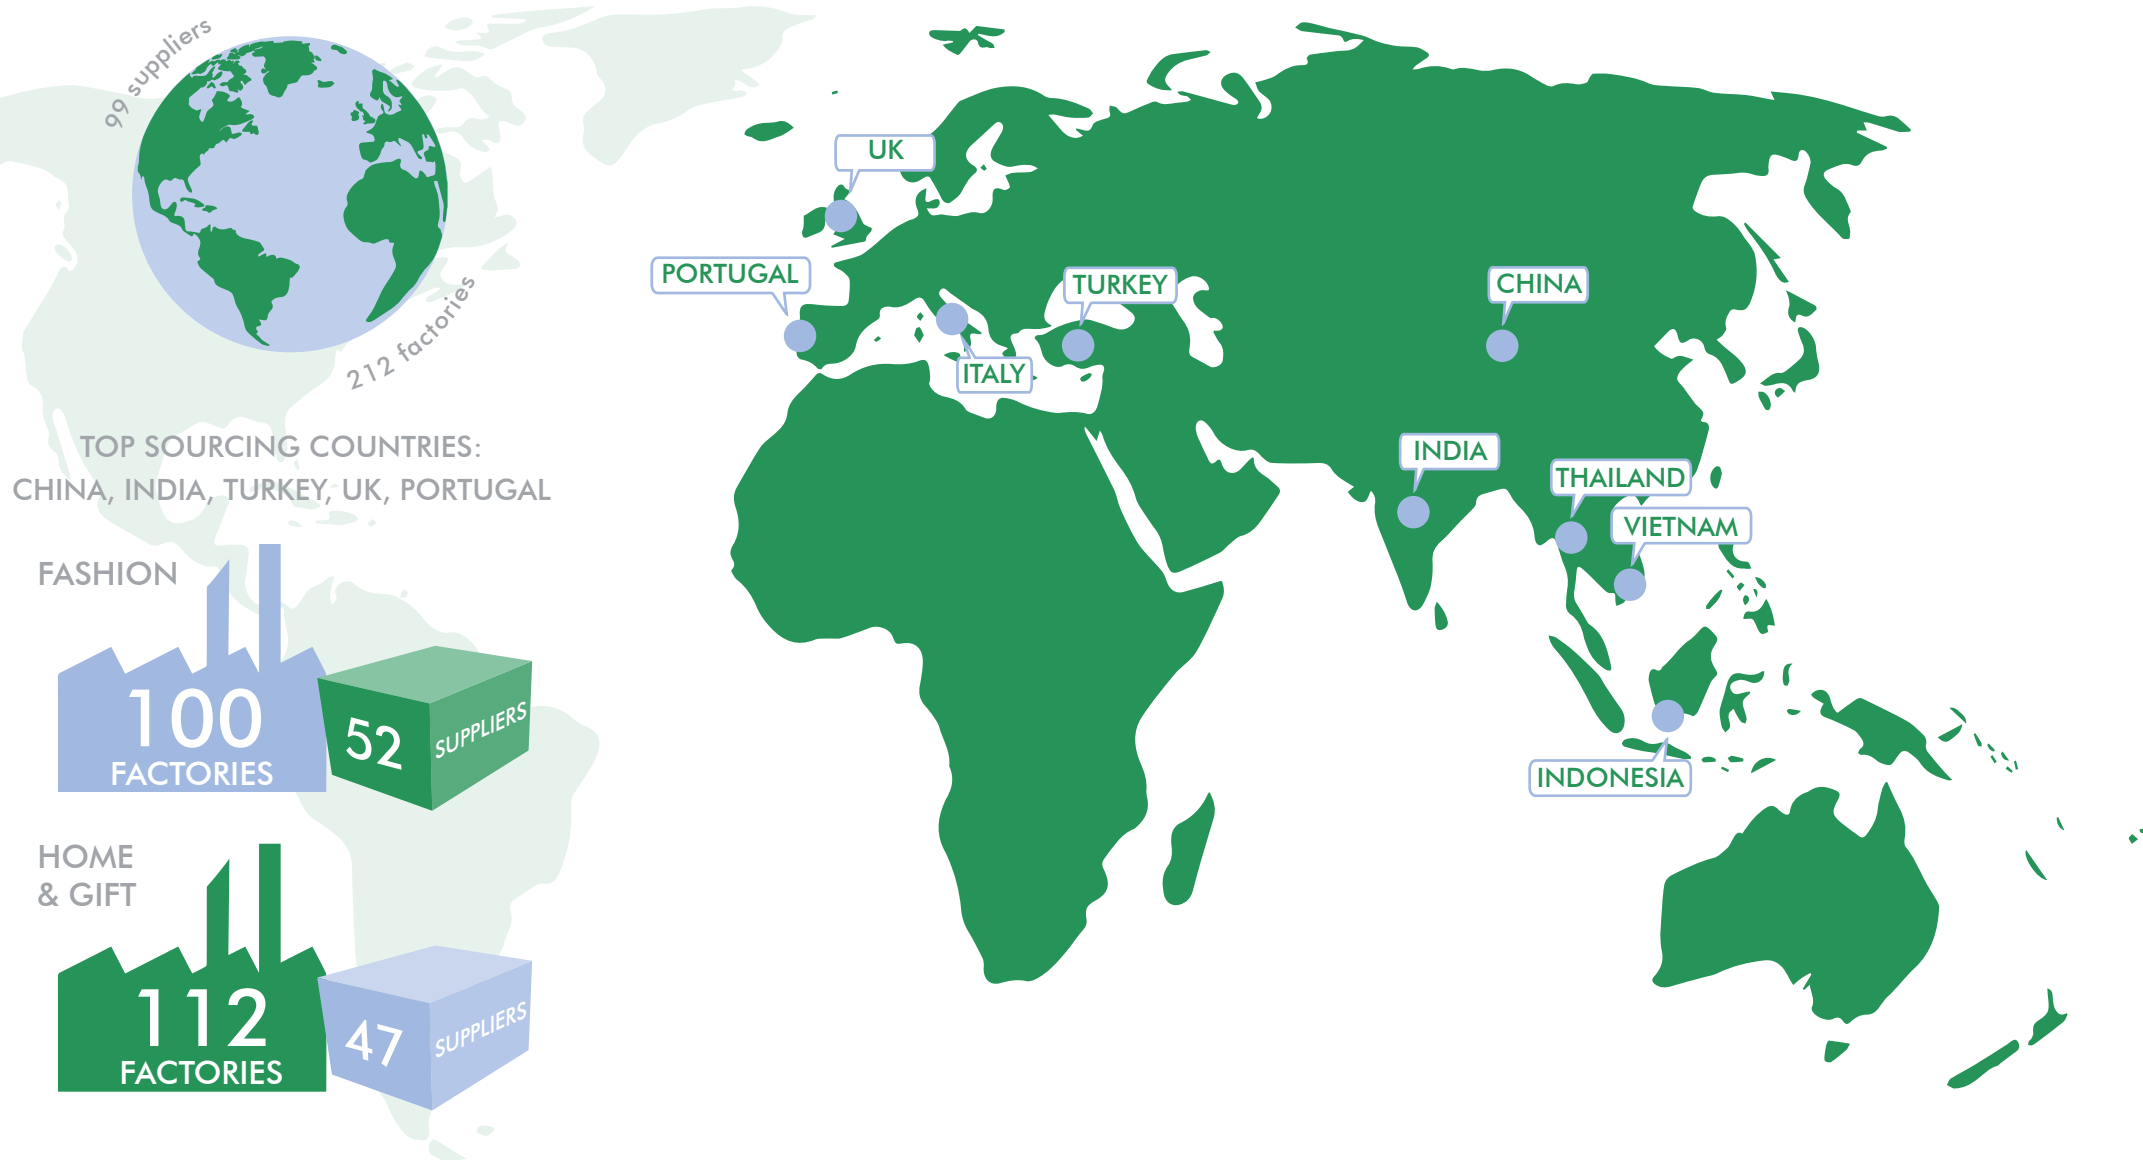 99 suppliers
212 factories
TOP SOURCING COUNTRIES:
CHINA, INDIA, TURKEY, UK, PORTUGAL
FASHION
100
FACTORIES
52
SUPPLIERS
HOME
& GIFT
112
FACTORIES
47
SUPPLIERS
UK
PORTUGAL
TURKEY
ITALY
CHINA
INDIA
THAILAND
VIETNAM
INDONESIA